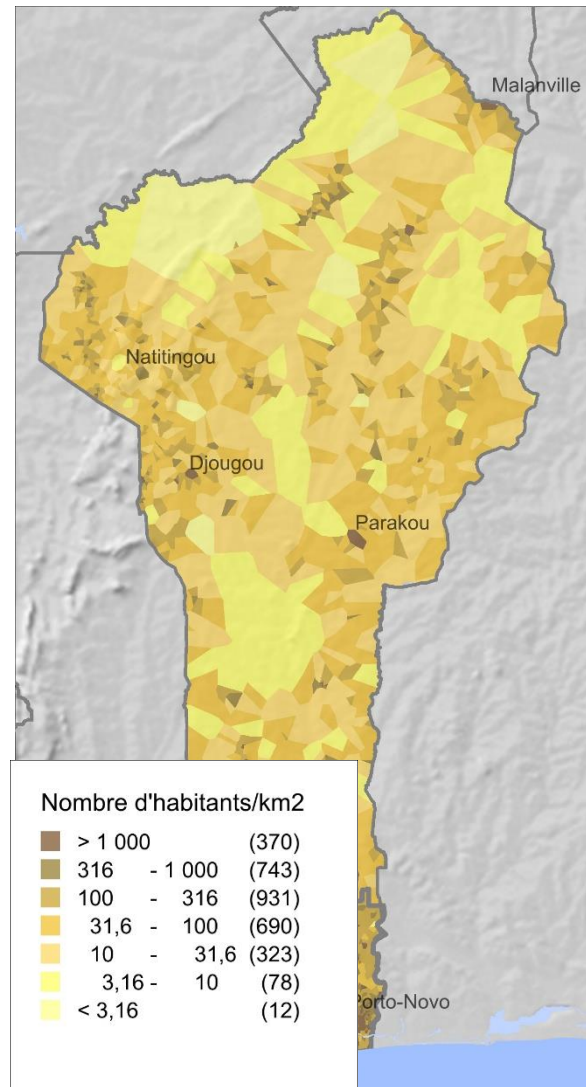 Malanville
Natitingou
Djougou
Parakou
Nombre d'habitants/km2
> 1 000 (370)
316 - 1 000 (743)
100 - 316 (931)
31,6 - 100 (690)
10 - 31,6 (323)
3,16 - 10 (78)
< 3,16 (12)
Porto-Novo